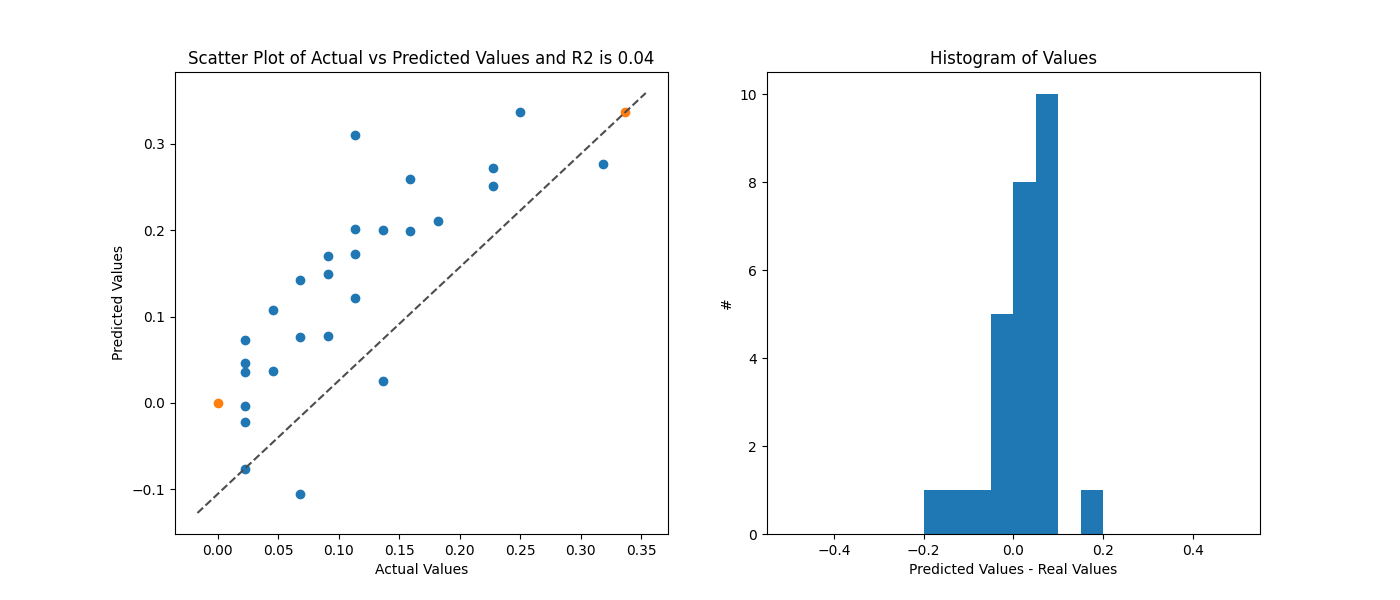 Scatter Plot of Actual vs Predicted Values and R2 is 0.04
Predicted Values
0.3
0.2
0.1
0.0
−0.1
0.00 0.05 0.10 0.15 0.20 0.25 0.30 0.35
Actual Values
Histogram of Values
#
10
8
6
4
2
0
−0.4 −0.2 0.0 0.2 0.4
Predicted Values - Real Values